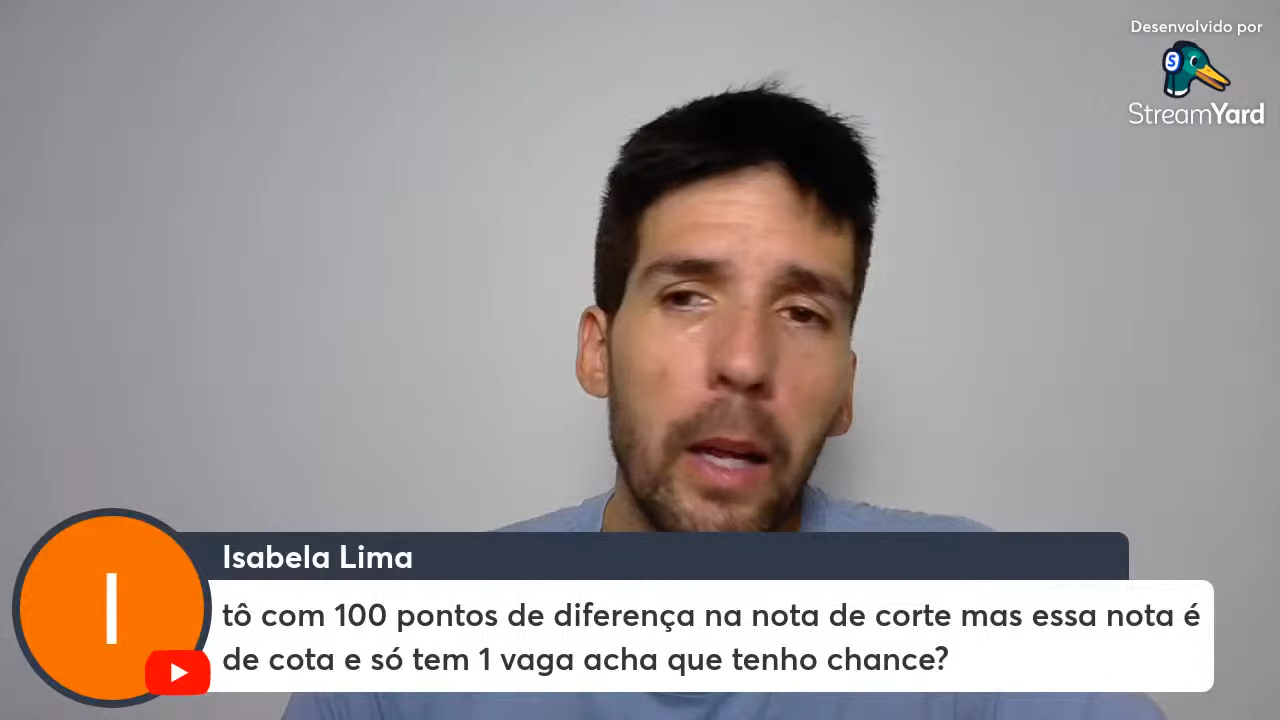 Desenvolvido por
S
StreamYard
I
Isabela Lima
tô com 100 pontos de diferença na nota de corte mas essa nota é
de cota e só tem 1 vaga acha que tenho chance?